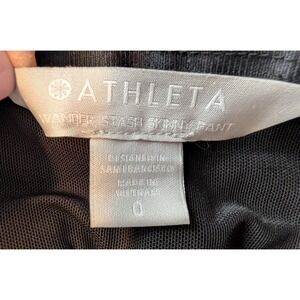 ATHLETA
WANDER STASH SKINNY PANT
DESIGNED IN
SAN FRANCISCO
MADE IN
VIETNAM
0